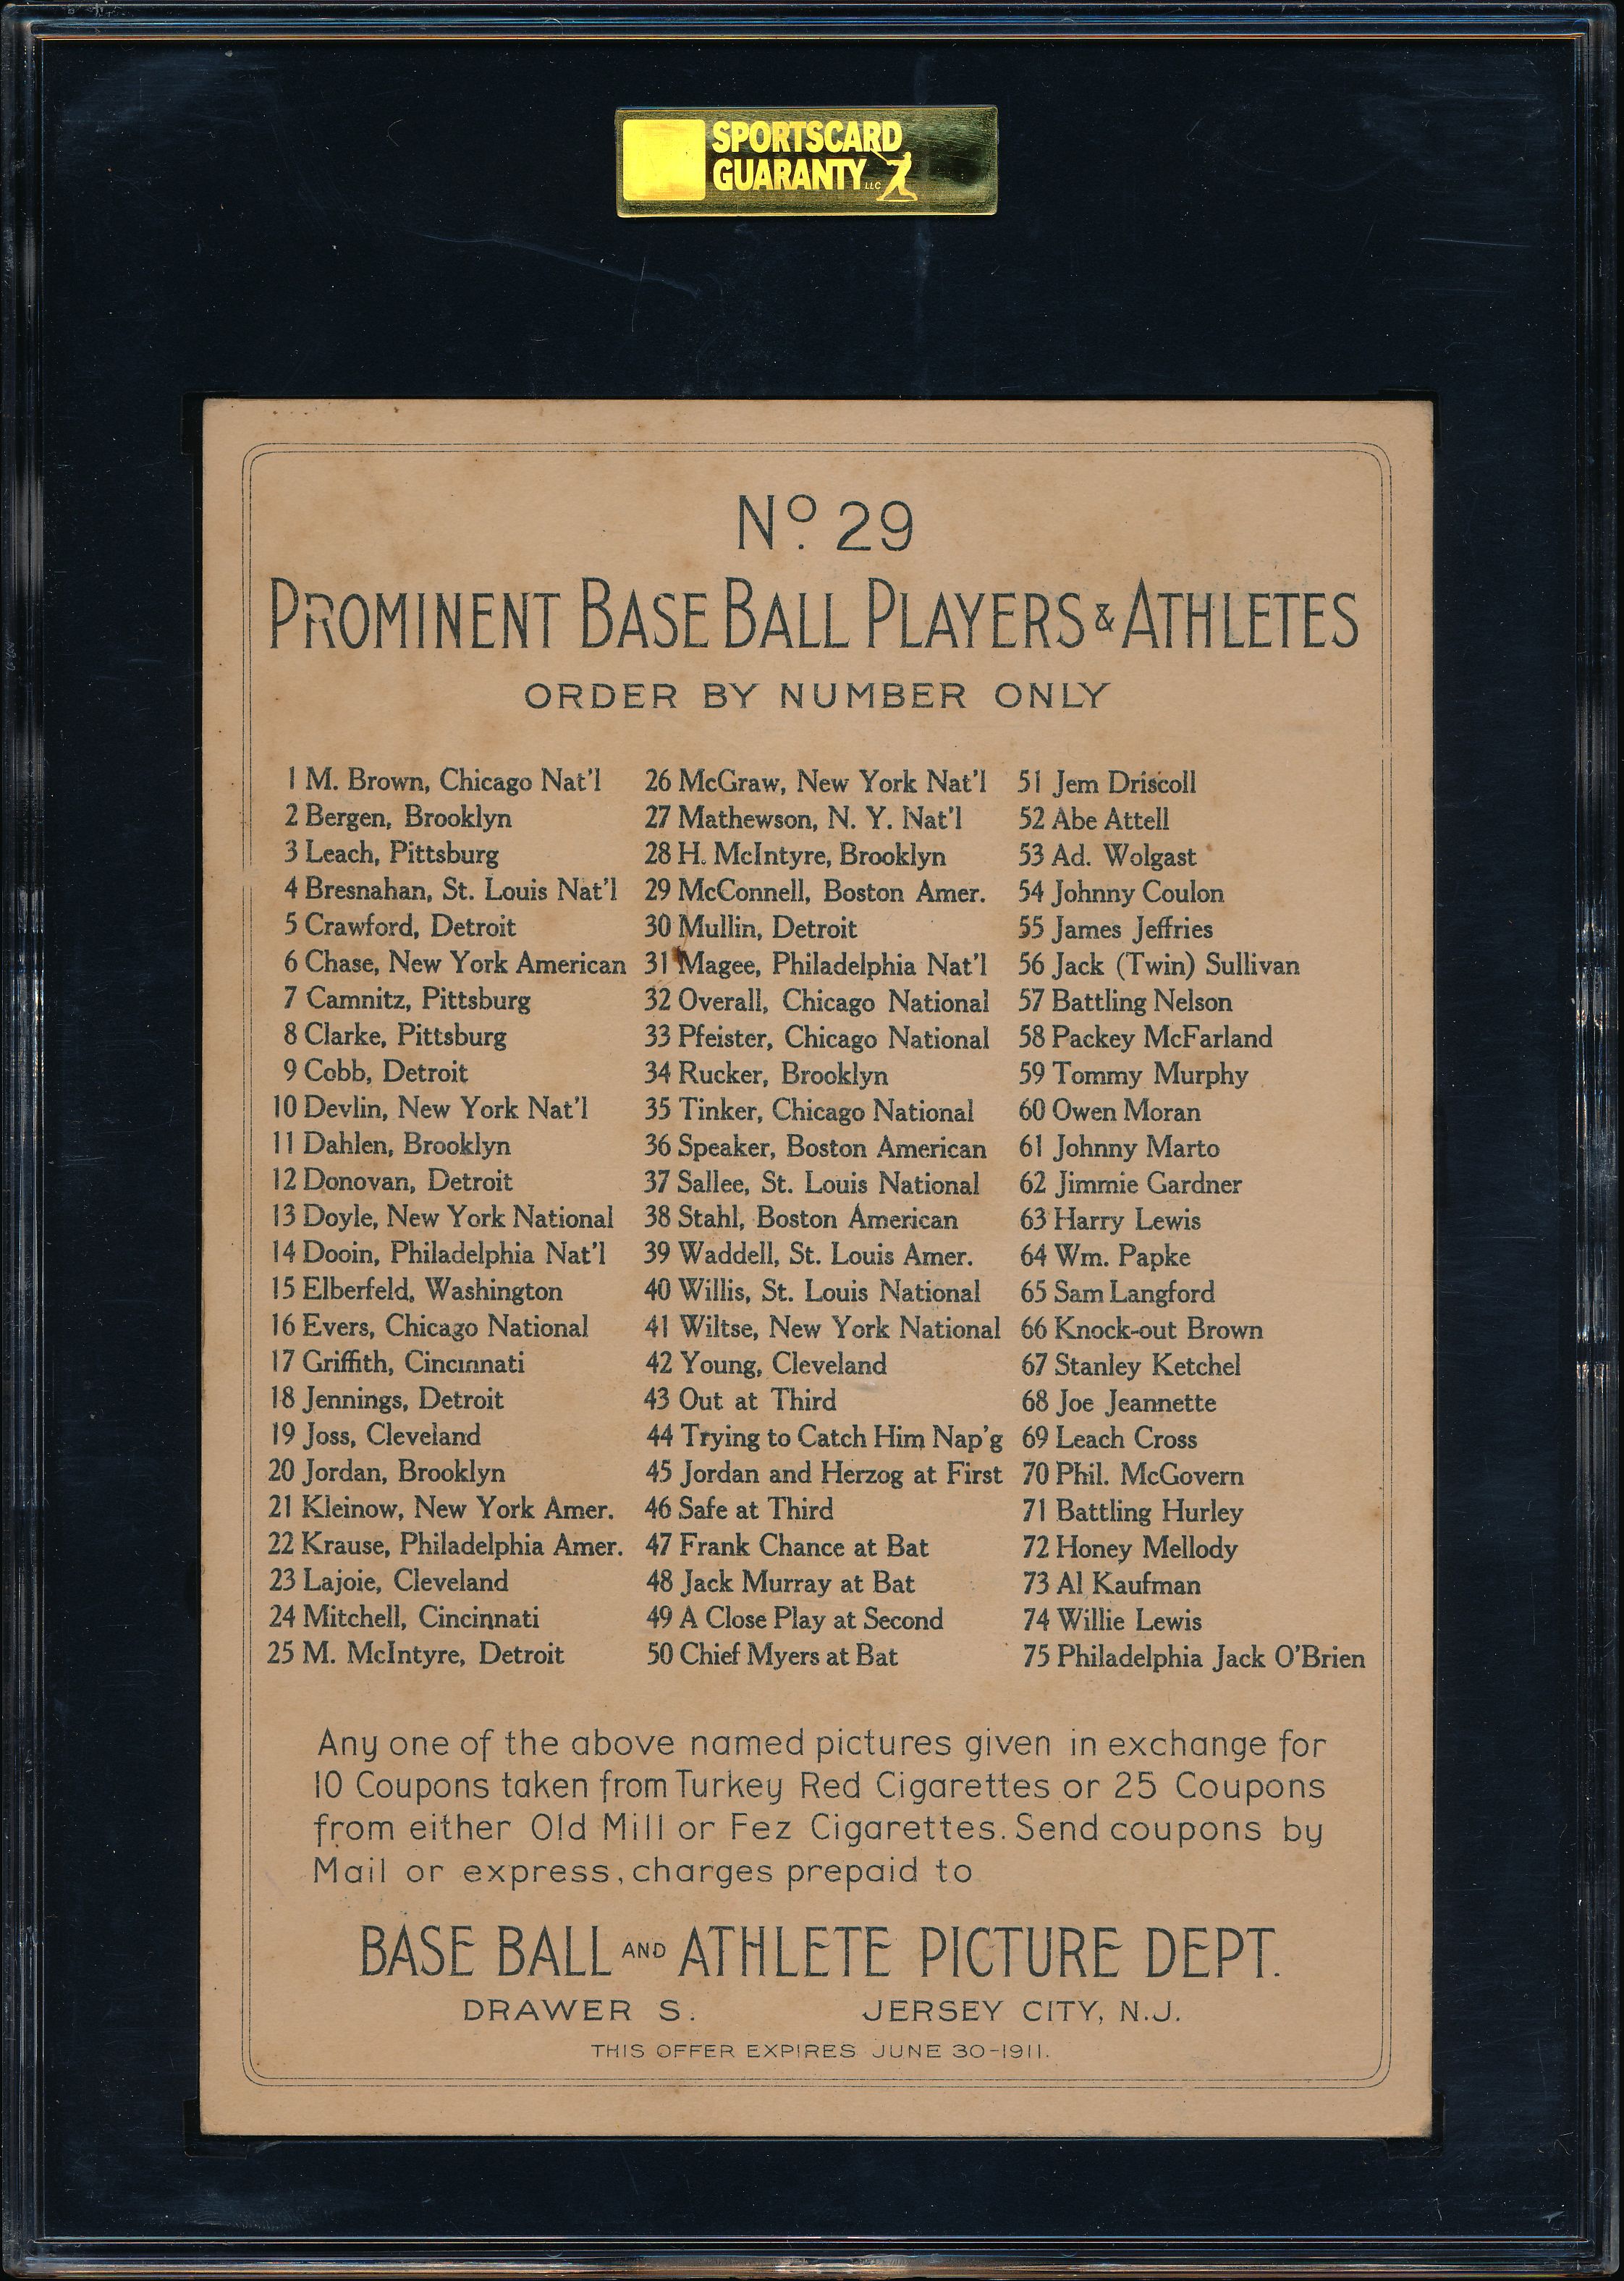 SPORTSCARD
GUARANTY LLC
No. 29
PROMINENT BASE BALL PLAYERS & ATHLETES
ORDER BY NUMBER ONLY
1 M. Brown, Chicago Nat'l
2 Bergen, Brooklyn
3 Leach, Pittsburg
4 Bresnahan, St. Louis Nat'l
5 Crawford, Detroit
6 Chase, New York American
7 Camnitz, Pittsburg
8 Clarke, Pittsburg
9 Cobb, Detroit
10 Devlin, New York Nat'l
11 Dahlen, Brooklyn
12 Donovan, Detroit
13 Doyle, New York National
14 Dooin, Philadelphia Nat'l
15 Elberfeld, Washington
16 Evers, Chicago National
17 Griffith, Cincinnati
18 Jennings, Detroit
19 Joss, Cleveland
20 Jordan, Brooklyn
21 Kleinow, New York Amer.
22 Krause, Philadelphia Amer.
23 Lajoie, Cleveland
24 Mitchell, Cincinnati
25 M. McIntyre, Detroit
26 McGraw, New York Nat'l
27 Mathewson, N. Y. Nat'l
28 H. McIntyre, Brooklyn
29 McConnell, Boston Amer.
30 Mullin, Detroit
31 Magee, Philadelphia Nat'l
32 Overall, Chicago National
33 Pfeister, Chicago National
34 Rucker, Brooklyn
35 Tinker, Chicago National
36 Speaker, Boston American
37 Sallee, St. Louis National
38 Stahl, Boston American
39 Waddell, St. Louis Amer.
40 Willis, St. Louis National
41 Wiltse, New York National
42 Young, Cleveland
43 Out at Third
44 Trying to Catch Him Nap'g
45 Jordan and Herzog at First
46 Safe at Third
47 Frank Chance at Bat
48 Jack Murray at Bat
49 A Close Play at Second
50 Chief Myers at Bat
51 Jem Driscoll
52 Abe Attell
53 Ad. Wolgast
54 Johnny Coulon
55 James Jeffries
56 Jack (Twin) Sullivan
57 Battling Nelson
58 Packey McFarland
59 Tommy Murphy
60 Owen Moran
61 Johnny Marto
62 Jimmie Gardner
63 Harry Lewis
64 Wm. Papke
65 Sam Langford
66 Knock-out Brown
67 Stanley Ketchel
68 Joe Jeannette
69 Leach Cross
70 Phil. McGovern
71 Battling Hurley
72 Honey Mellody
73 Al Kaufman
74 Willie Lewis
75 Philadelphia Jack O'Brien
Any one of the above named pictures given in exchange for
10 Coupons taken from Turkey Red Cigarettes or 25 Coupons
from either Old Mill or Fez Cigarettes. Send coupons by
Mail or express, charges prepaid to
BASE BALL AND ATHLETE PICTURE DEPT.
DRAWER S. JERSEY CITY, N.J.
THIS OFFER EXPIRES JUNE 30-1911.